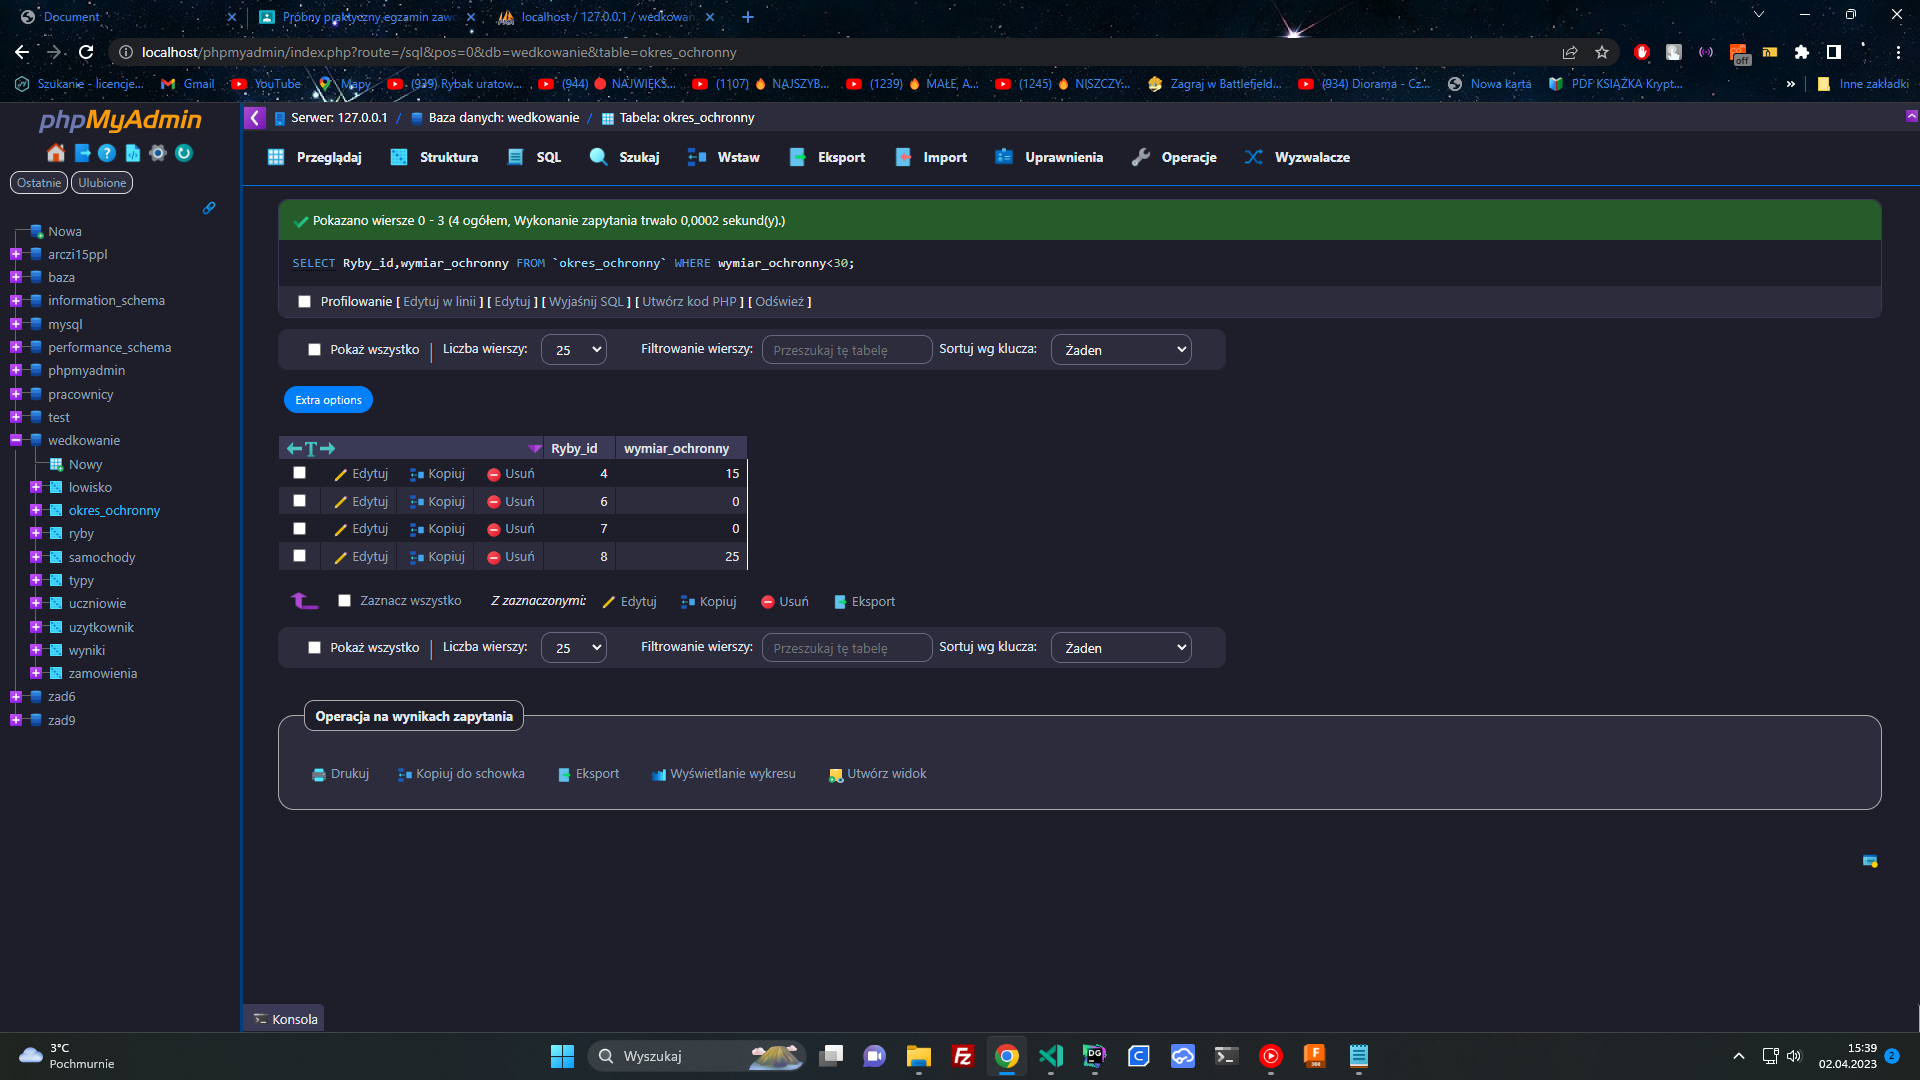 Document
Próbny praktyczny egzamin zawo
localhost / 127.0.0.1 / wedkowan
localhost/phpmyadmin/index.php?route=/sql&pos=0&db=wedkowanie&table=okres_ochronny
off
Szukanie - licencje...
Gmail
YouTube
Mapy
(939) Rybak uratow...
(944) NAJWIĘKS...
(1107) NAJSZYB...
(1239) MAŁE, A...
(1245) NISZCZY...
Zagraj w Battlefield...
(934) Diorama - Cz...
Nowa karta
PDF KSIĄŻKA Krypt...
»
Inne zakładki
phpMyAdmin
Ostatnie
Ulubione
Nowa
arczi15ppl
baza
information_schema
mysql
performance_schema
phpmyadmin
pracownicy
test
wedkowanie
Nowy
lowisko
okres_ochronny
ryby
samochody
typy
uczniowie
uzytkownik
wyniki
zamowienia
zad6
zad9
Serwer: 127.0.0.1 / Baza danych: wedkowanie / Tabela: okres_ochronny
Przeglądaj
Struktura
SQL
Szukaj
Wstaw
Eksport
Import
Uprawnienia
Operacje
Wyzwalacze
Pokazano wiersze 0 - 3 (4 ogółem, Wykonanie zapytania trwało 0,0002 sekund(y).)
SELECT Ryby_id,wymiar_ochronny FROM `okres_ochronny` WHERE wymiar_ochronny<30;
Profilowanie [ Edytuj w linii ] [ Edytuj ] [ Wyjaśnij SQL ] [ Utwórz kod PHP ] [ Odśwież ]
Pokaż wszystko | Liczba wierszy: 25 Filtrowanie wierszy: Przeszukaj tę tabelę Sortuj wg klucza: Żaden
Extra options
←T→ Ryby_id wymiar_ochronny
Edytuj Kopiuj Usuń 4 15
Edytuj Kopiuj Usuń 6 0
Edytuj Kopiuj Usuń 7 0
Edytuj Kopiuj Usuń 8 25
Zaznacz wszystko Z zaznaczonymi: Edytuj Kopiuj Usuń Eksport
Pokaż wszystko | Liczba wierszy: 25 Filtrowanie wierszy: Przeszukaj tę tabelę Sortuj wg klucza: Żaden
Operacja na wynikach zapytania
Drukuj Kopiuj do schowka Eksport Wyświetlanie wykresu Utwórz widok
Konsola
3°C
Pochmurnie
Wyszukaj
15:39
02.04.2023
2